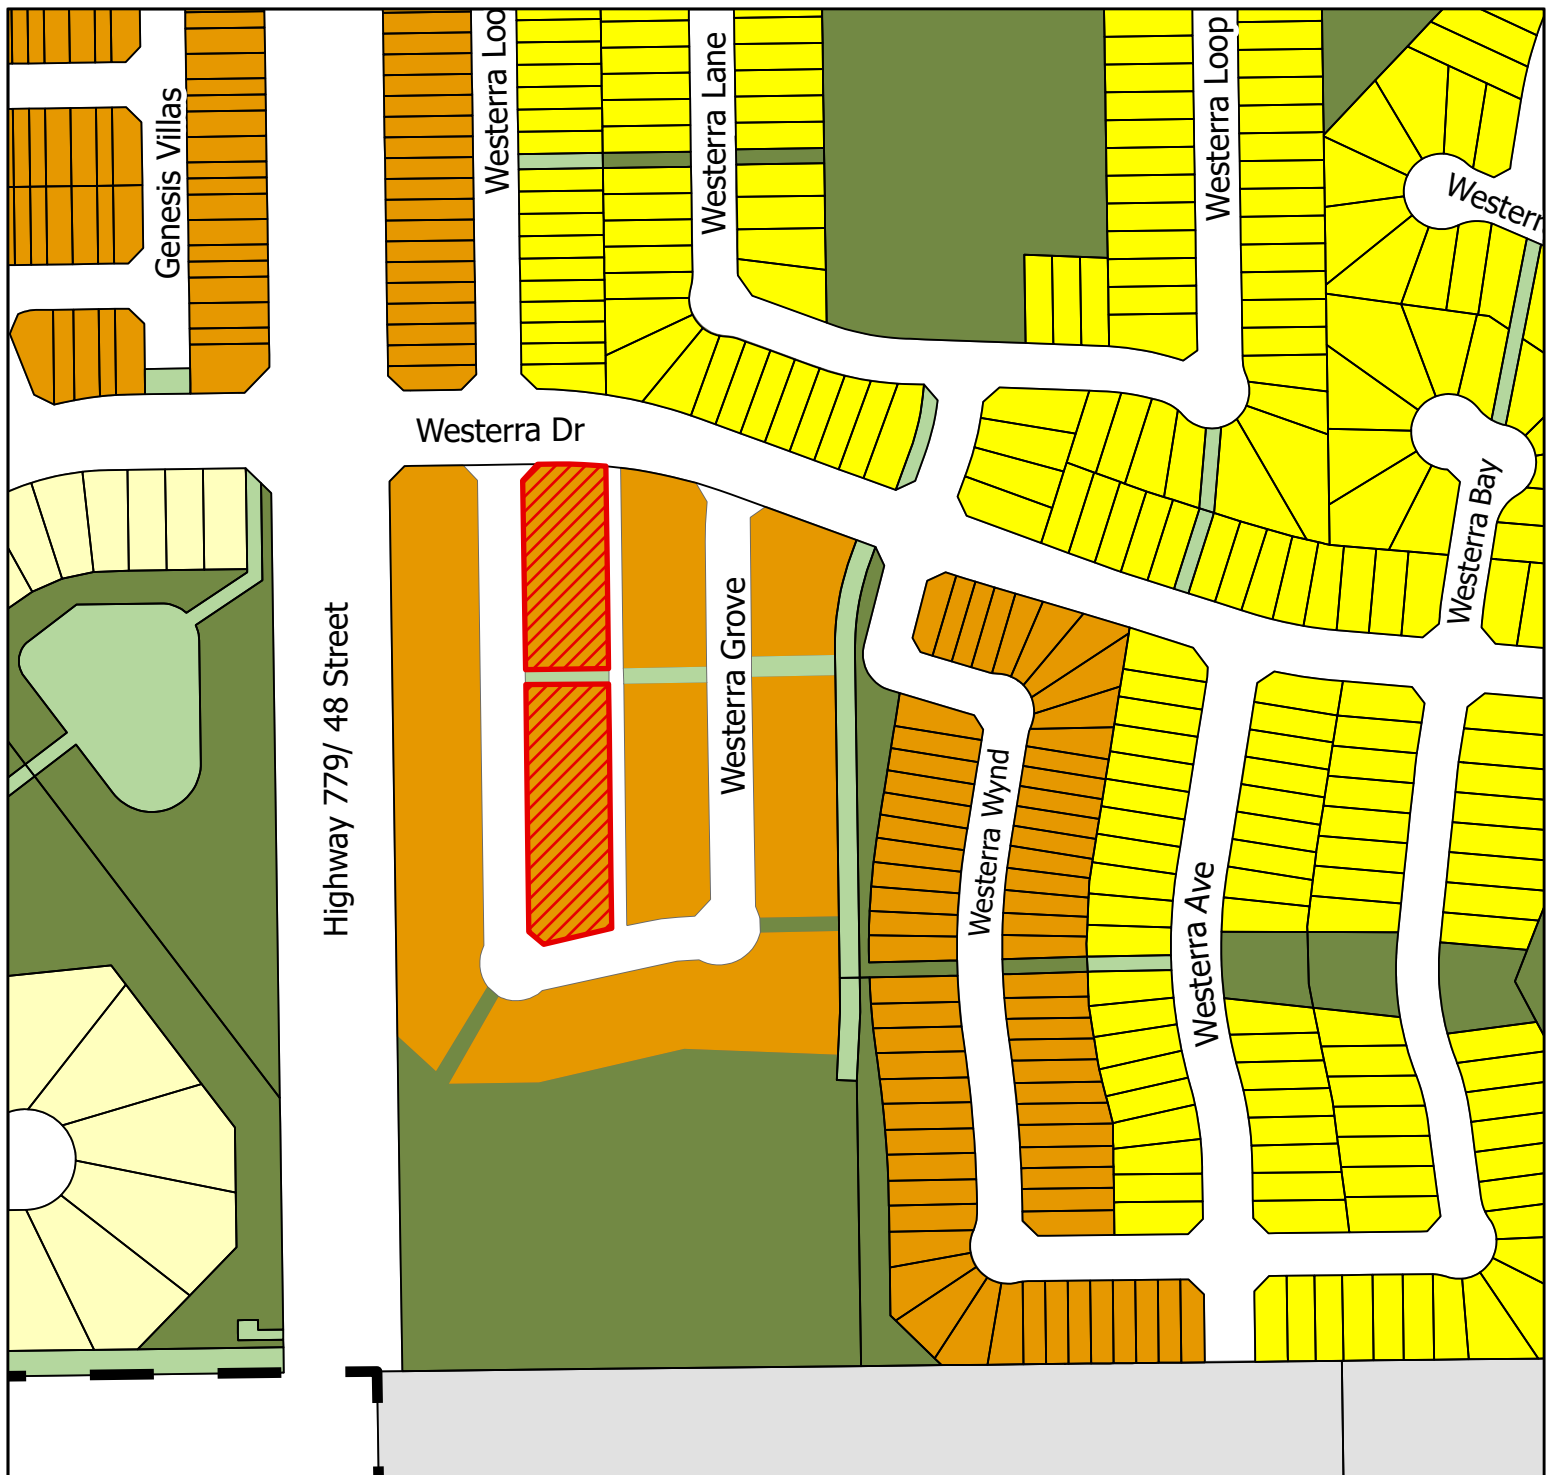 Westerra Loo
Westerra Lane
Westerra Loop
Genesis Villas
Western
Westerra Dr
Westerra Bay
Westerra Grove
Highway 779/ 48 Street
Westerra Wynd
Westerra Ave